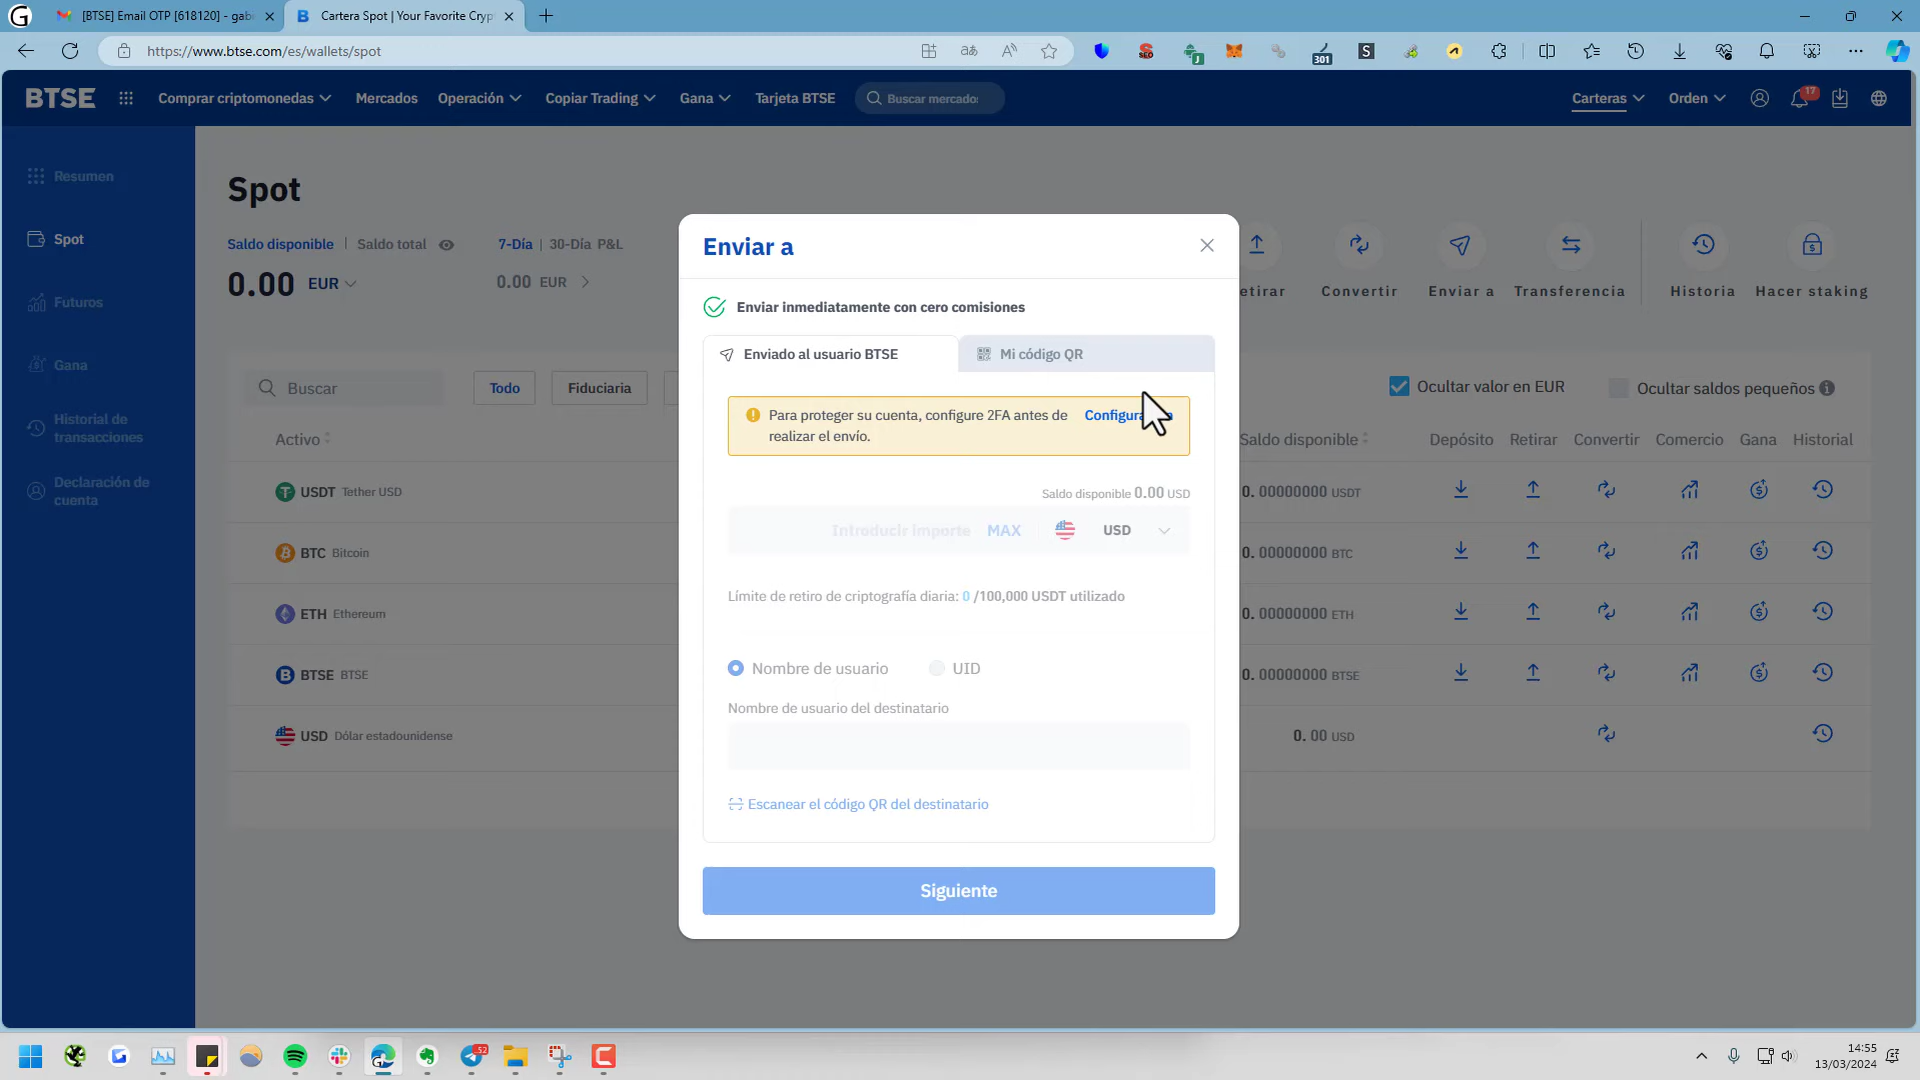 [BTSE] Email OTP [618120] - gab
Cartera Spot | Your Favorite Cryp
https://www.btse.com/es/wallets/spot
301
BTSE
Comprar criptomonedas
Mercados
Operación
Copiar Trading
Gana
Tarjeta BTSE
Buscar mercado
Carteras
Orden
17
Resumen
Spot
Futuros
Gana
Historial de
transacciones
Declaración de
cuenta
Spot
Saldo disponible | Saldo total
7-Día | 30-Día P&L
0.00 EUR
0.00 EUR
etirar
Convertir
Enviar a
Transferencia
Historia
Hacer staking
Buscar
Todo
Fiduciaria
Ocultar valor en EUR
Ocultar saldos pequeños
Activo
Saldo disponible
Depósito
Retirar
Convertir
Comercio
Gana
Historial
USDT Tether USD
0. 00000000 USDT
BTC Bitcoin
0. 00000000 BTC
ETH Ethereum
0. 00000000 ETH
BTSE BTSE
0. 00000000 BTSE
USD Dólar estadounidense
0. 00 USD
Enviar a
Enviar inmediatamente con cero comisiones
Enviado al usuario BTSE
Mi código QR
Para proteger su cuenta, configure 2FA antes de
realizar el envío.
Saldo disponible 0.00 USD
Introducir importe MAX USD
Límite de retiro de criptografía diaria: 0 /100,000 USDT utilizado
Nombre de usuario
UID
Nombre de usuario del destinatario
Escanear el código QR del destinatario
Siguiente
52
14:55
13/03/2024